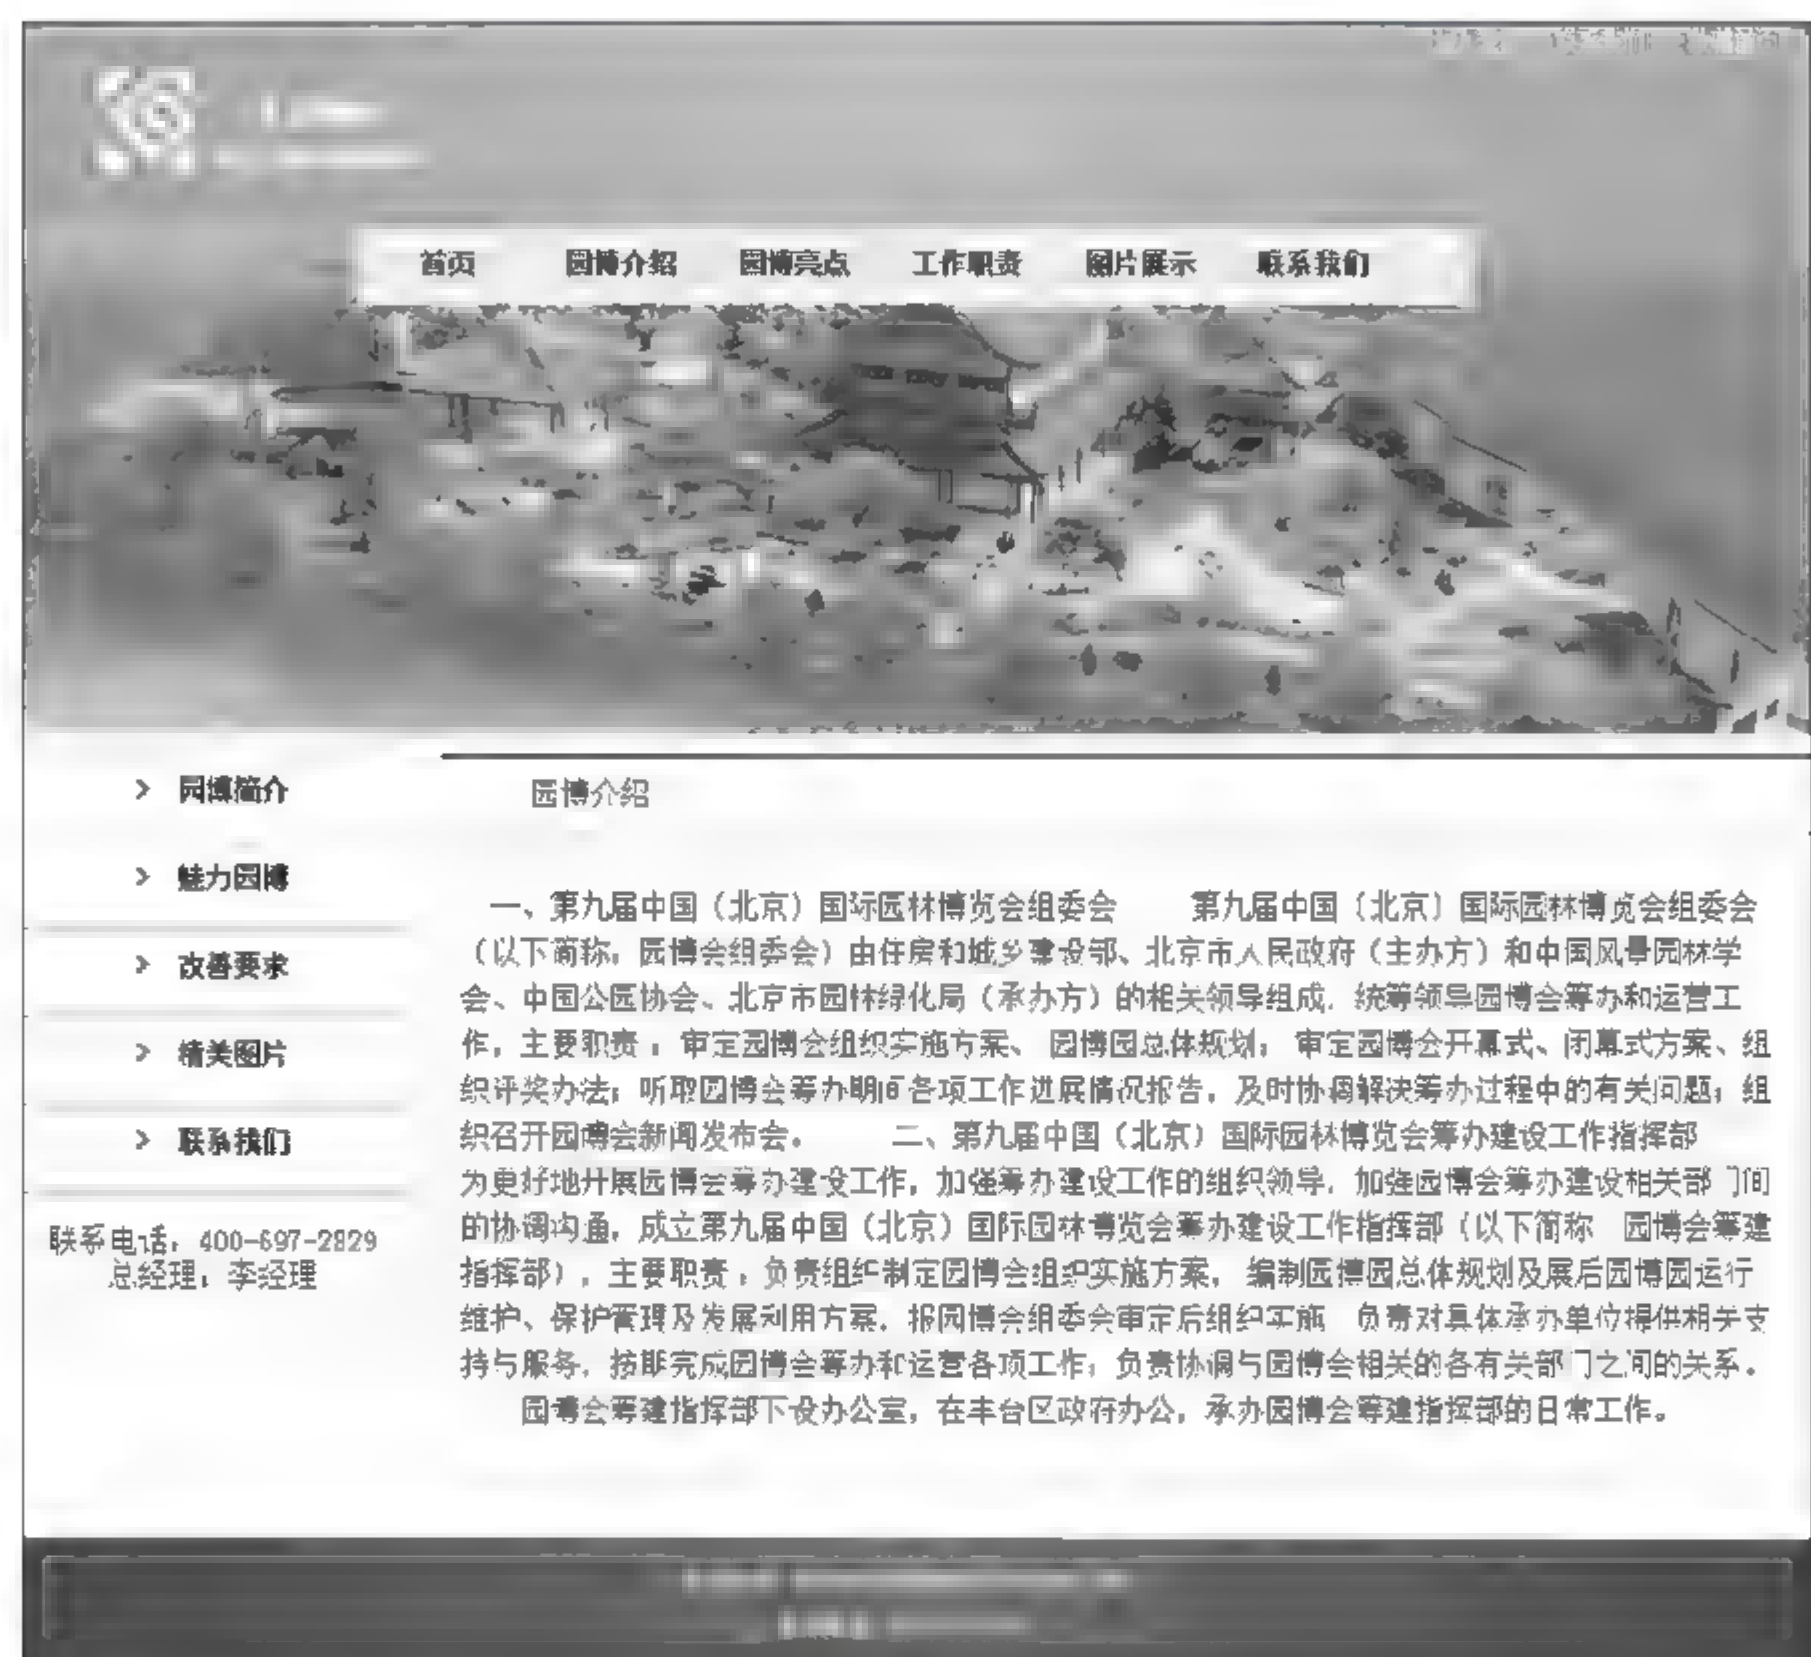 首页 园博介绍 园博亮点 工作职责 图片展示 联系我们
园博简介
魅力园博
改善要求
精美图片
联系我们
联系电话：400-697-2829
总经理：李经理
园博介绍
一、第九届中国（北京）国际园林博览会组委会 第九届中国（北京）国际园林博览会组委会
（以下简称：园博会组委会）由住房和城乡建设部、北京市人民政府（主办方）和中国风景园林学
会、中国公园协会、北京市园林绿化局（承办方）的相关领导组成，统筹领导园博会筹办和运营工
作，主要职责：审定园博会组织实施方案、 园博园总体规划； 审定园博会开幕式、闭幕式方案、组
织评奖办法；听取园博会筹办期间各项工作进展情况报告，及时协调解决筹办过程中的有关问题；组
织召开园博会新闻发布会。 二、第九届中国（北京）国际园林博览会筹办建设工作指挥部
为更好地开展园博会筹办建设工作，加强筹办建设工作的组织领导，加强园博会筹办建设相关部门间
的协调沟通，成立第九届中国（北京）国际园林博览会筹办建设工作指挥部（以下简称 园博会筹建
指挥部），主要职责：负责组织制定园博会组织实施方案， 编制园博园总体规划及展后园博园运行
维护、保护管理及发展利用方案，报园博会组委会审定后组织实施 负责对具体承办单位提供相关支
持与服务，按期完成园博会筹办和运营各项工作；负责协调与园博会相关的各有关部门之间的关系。
园博会筹建指挥部下设办公室，在丰台区政府办公，承办园博会筹建指挥部的日常工作。